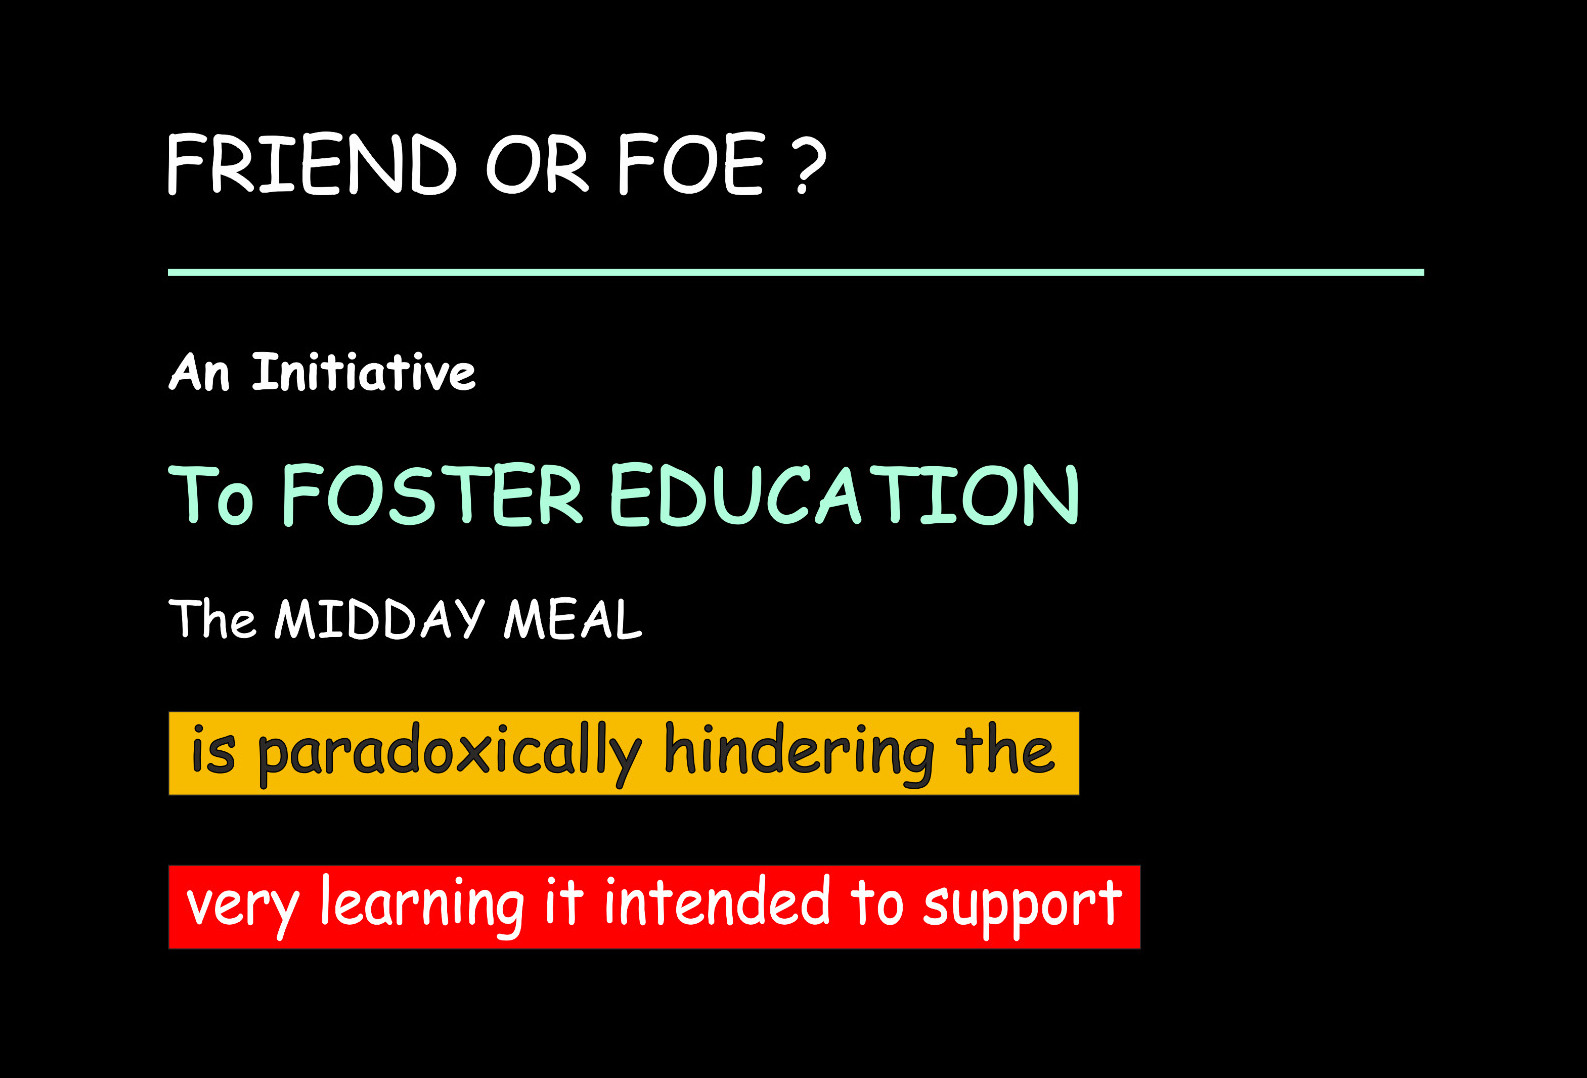 FRIEND OR FOE ?
An Initiative
To FOSTER EDUCATION
The MIDDAY MEAL
is paradoxically hindering the
very learning it intended to support